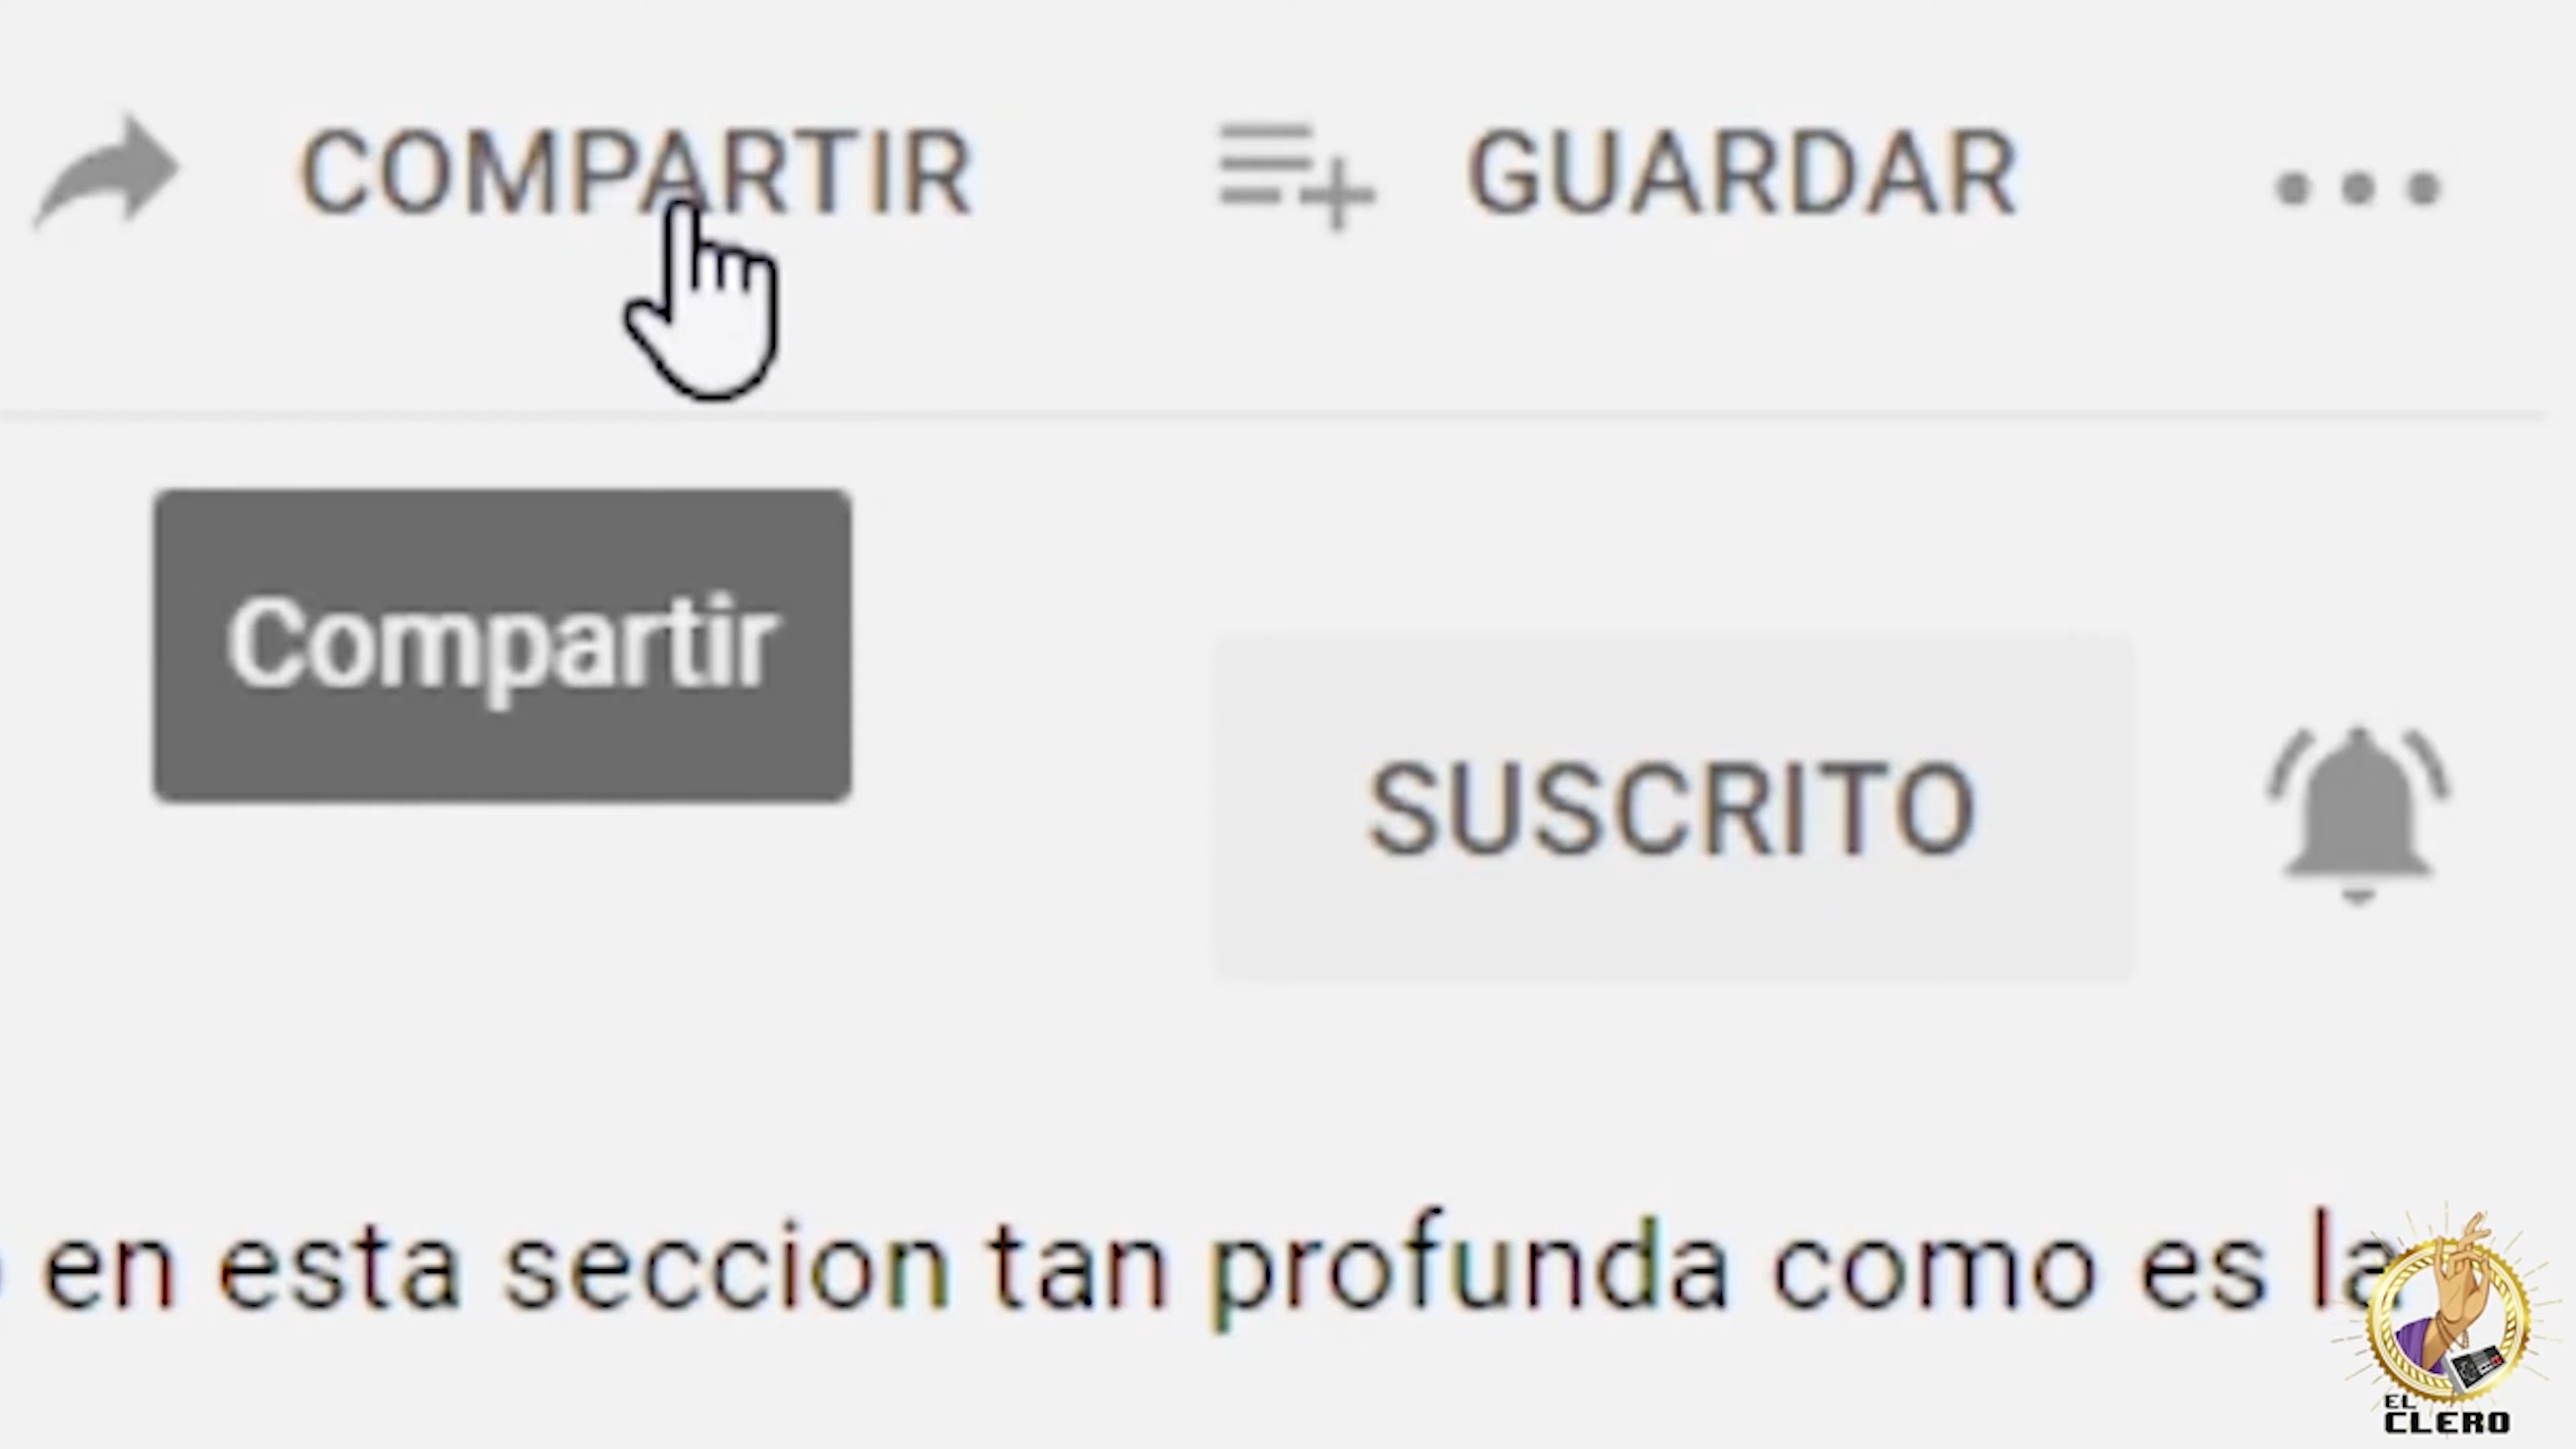 COMPARTIR GUARDAR
Compartir
SUSCRITO
en esta seccion tan profunda como es la
EL
CLERO